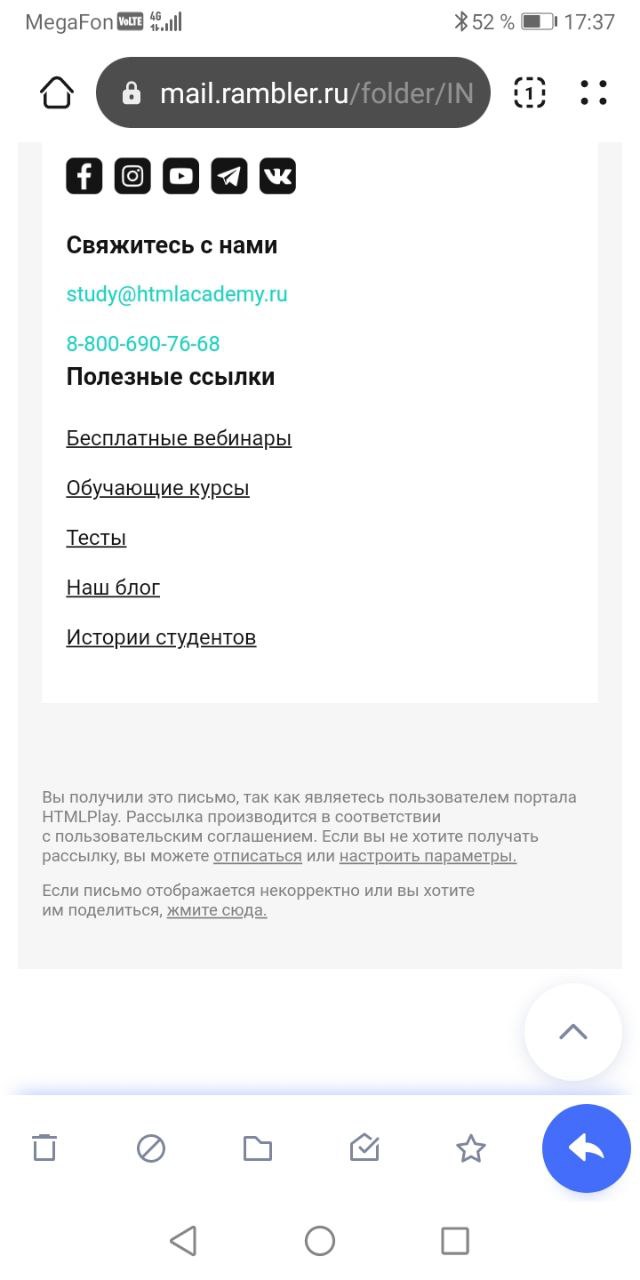 MegaFon VoLTE 4G 52 % 17:37
mail.rambler.ru/folder/IN
1
Свяжитесь с нами
study@htmlacademy.ru
8-800-690-76-68
Полезные ссылки
Бесплатные вебинары
Обучающие курсы
Тесты
Наш блог
Истории студентов
Вы получили это письмо, так как являетесь пользователем портала
HTMLPlay. Рассылка производится в соответствии
с пользовательским соглашением. Если вы не хотите получать
рассылку, вы можете отписаться или настроить параметры.
Если письмо отображается некорректно или вы хотите
им поделиться, жмите сюда.